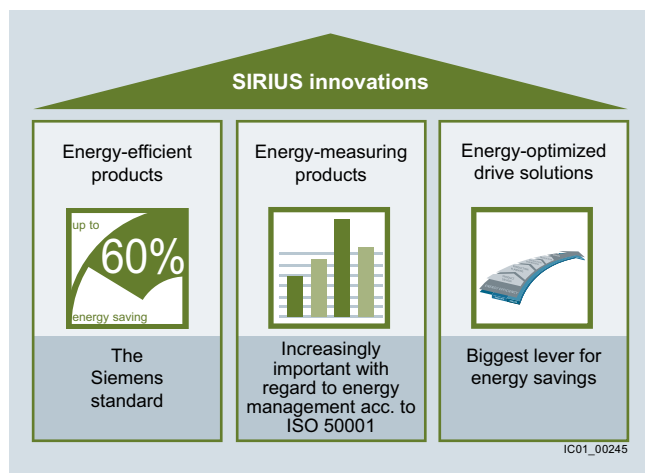 SIRIUS innovations
Energy-efficient
products
up to
60%
energy saving
The
Siemens
standard
Energy-measuring
products
Increasingly
important with
regard to energy
management acc. to
ISO 50001
Energy-optimized
drive solutions
Biggest lever for
energy savings
IC01_00245